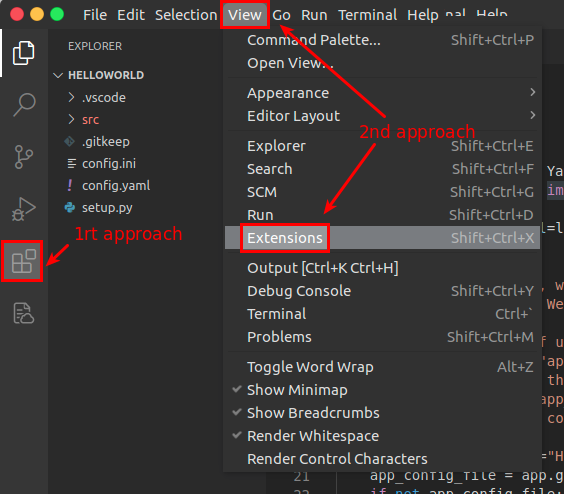 File Edit Selection View Go Run Terminal Help nal Help
EXPLORER
HELLOWORLD
.vscode
src
.gitkeep
config.ini
! config.yaml
setup.py
1rt approach
Command Palette... Shift+Ctrl+P
Open View...
Appearance
Editor Layout
2nd approach
Explorer Shift+Ctrl+E
Search Shift+Ctrl+F
SCM Shift+Ctrl+G
Run Shift+Ctrl+D
Extensions Shift+Ctrl+X
Output [Ctrl+K Ctrl+H]
Debug Console Shift+Ctrl+Y
Terminal Ctrl+`
Problems Shift+Ctrl+M
Toggle Word Wrap Alt+Z
Show Minimap
Show Breadcrumbs
Render Whitespace
Render Control Characters
Ya
im
l=l
, w
We
f u
'ap
th
app
co
="H
21 app_config_file = app.g
22 if not app_config_file: